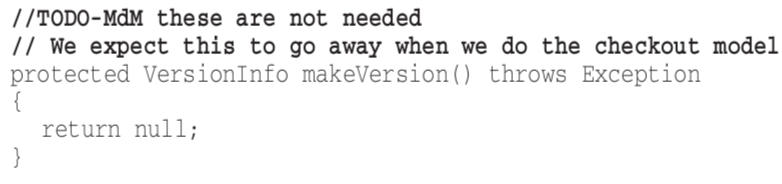 //TODO-MdM these are not needed
// We expect this to go away when we do the checkout model
protected VersionInfo makeVersion() throws Exception
{
return null;
}